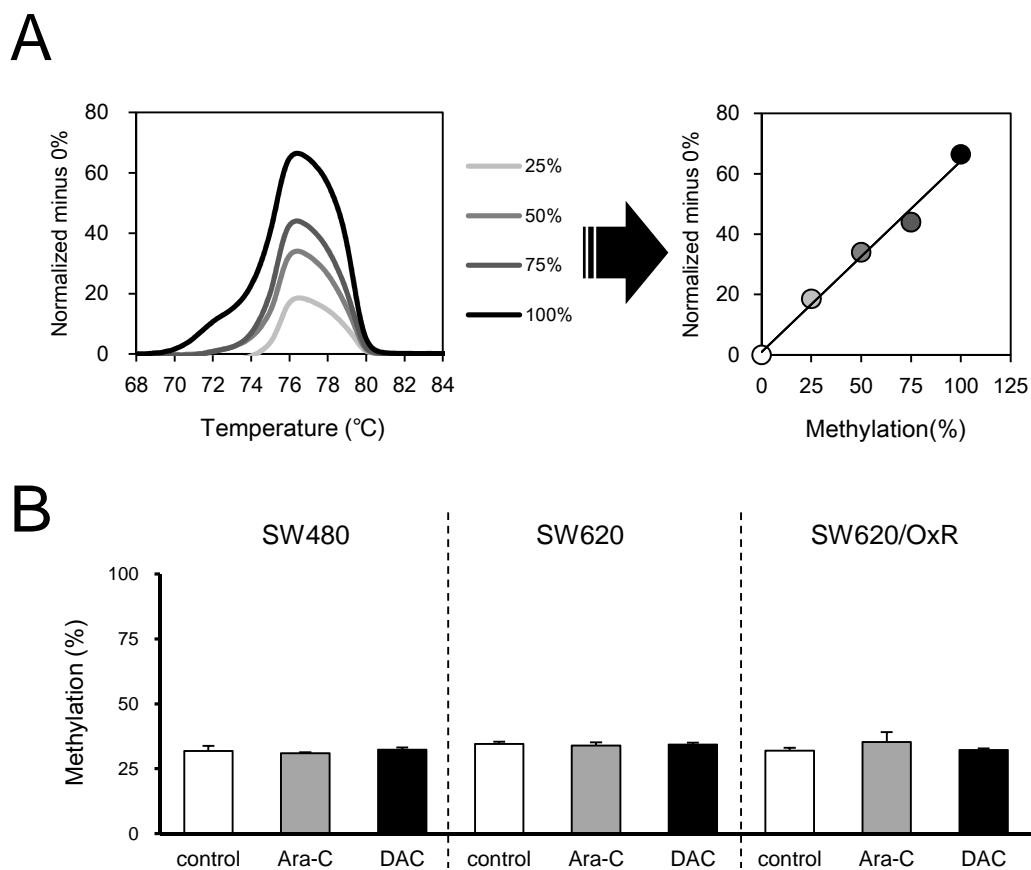 A
Normalized minus 0%
80
60
40
20
0
68 70 72 74 76 78 80 82 84
Temperature (°C)
25%
50%
75%
100%
Normalized minus 0%
80
60
40
20
0
0 25 50 75 100 125
Methylation(%)
B
SW480 SW620 SW620/OxR
Methylation (%)
100
75
50
25
0
control Ara-C DAC control Ara-C DAC control Ara-C DAC